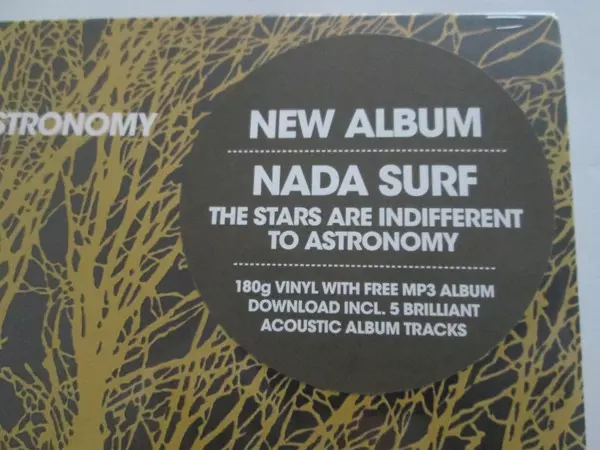 STRONOMY
NEW ALBUM
NADA SURF
THE STARS ARE INDIFFERENT
TO ASTRONOMY
180g VINYL WITH FREE MP3 ALBUM
DOWNLOAD INCL. 5 BRILLIANT
ACOUSTIC ALBUM TRACKS